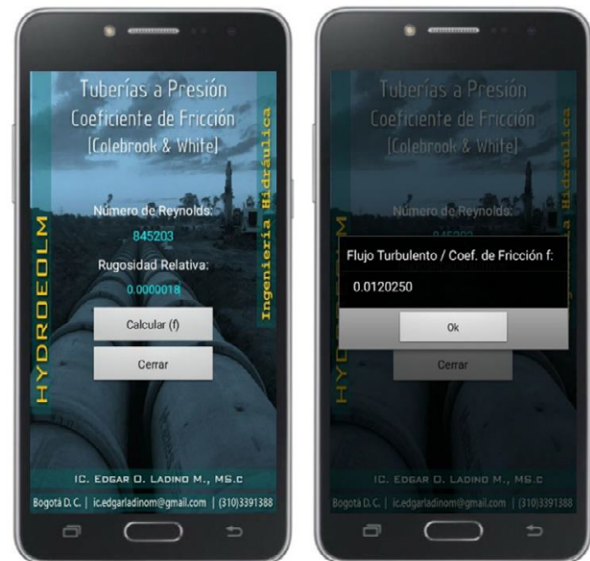 Tuberías a Presión
Coeficiente de Fricción
[Colebrook & White]
Número de Reynolds:
845203
Rugosidad Relativa:
0.0000018
Calcular (f)
Cerrar
HYDROEOLM
Ingeniería Hidráulica
IC. EDGAR O. LADINO M., MS.C
Bogotá D. C. | ic.edgarladinom@gmail.com | (310)3391388
Tuberías a Presión
Coeficiente de Fricción
[Colebrook & White]
Número de Reynolds:
845203
Flujo Turbulento / Coef. de Fricción f:
0.0120250
Ok
Cerrar
IC. EDGAR O. LADINO M., MS.C
Bogotá D. C. | ic.edgarladinom@gmail.com | (310)3391388